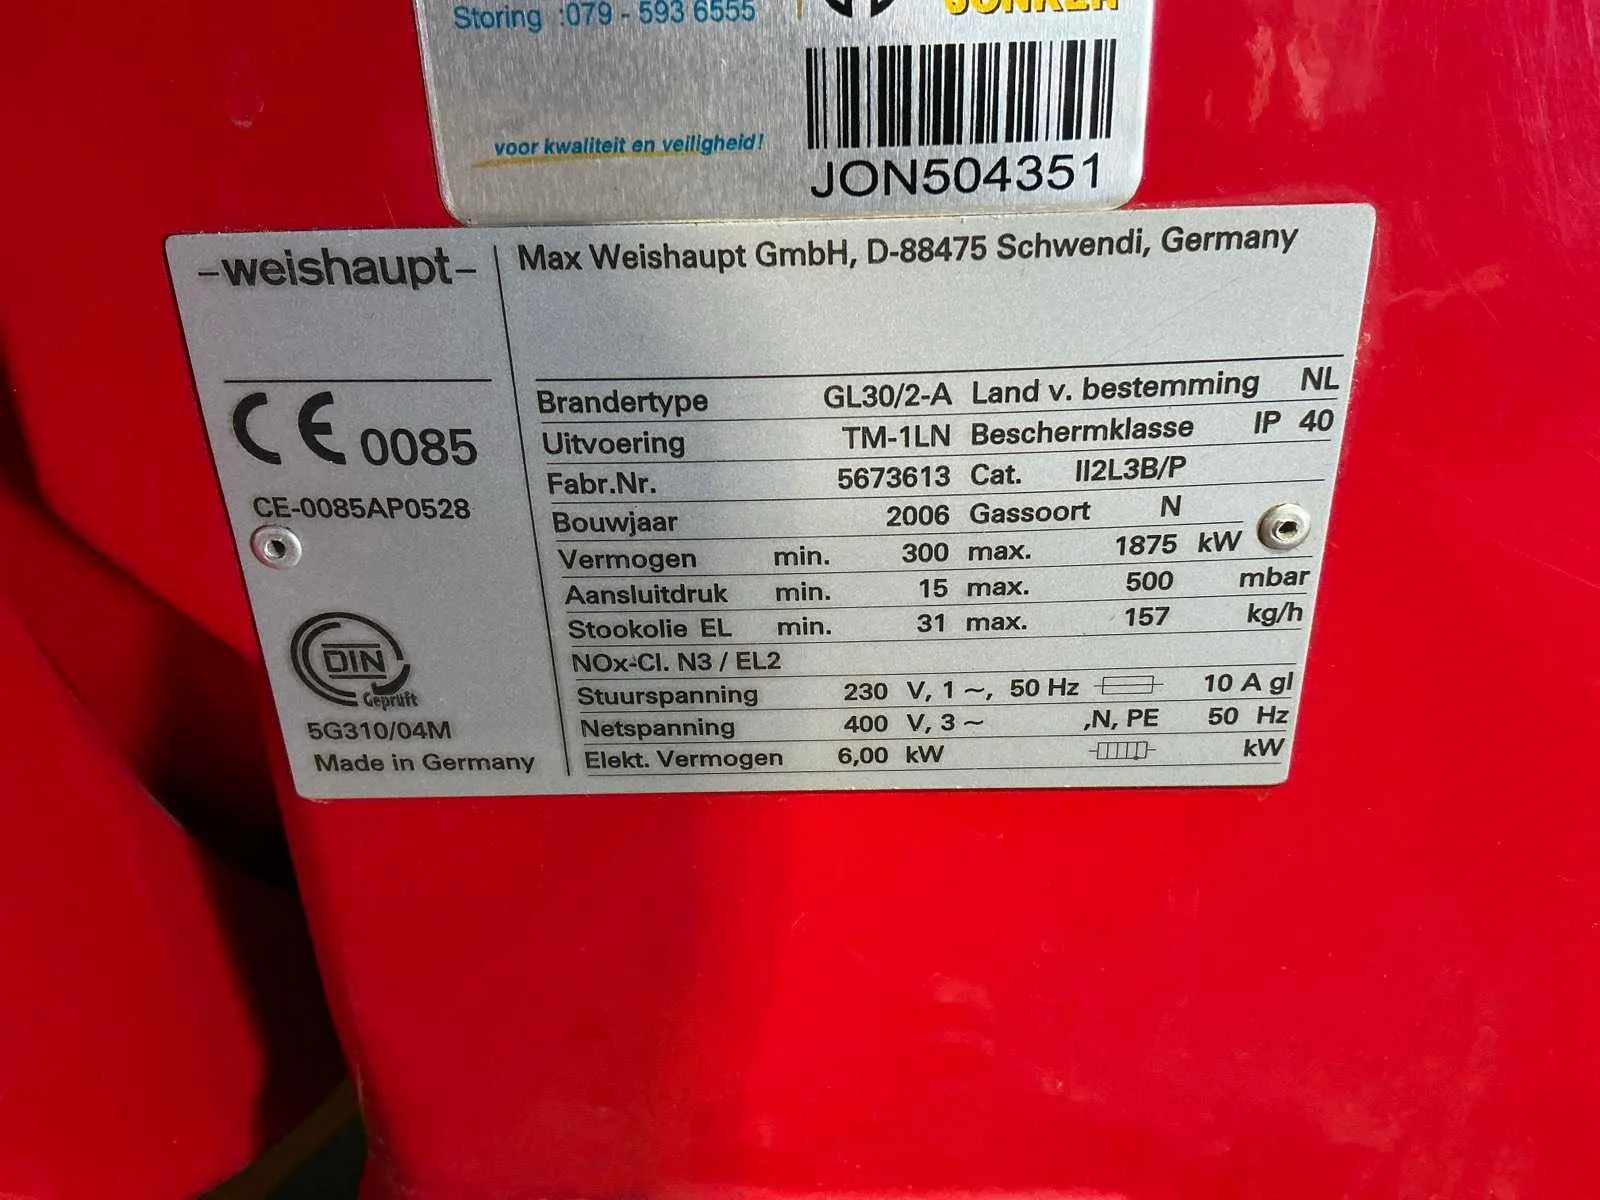 Storing :079 - 593 6555
JONKER
voor kwaliteit en veiligheid!
JON504351
-weishaupt-
Max Weishaupt GmbH, D-88475 Schwendi, Germany
CE 0085
CE-0085AP0528
DIN
Geprüft
5G310/04M
Made in Germany
Brandertype GL30/2-A Land v. bestemming NL
Uitvoering TM-1LN Beschermklasse IP 40
Fabr.Nr. 5673613 Cat. II2L3B/P
Bouwjaar 2006 Gassoort N
Vermogen min. 300 max. 1875 kW
Aansluitdruk min. 15 max. 500 mbar
Stookolie EL min. 31 max. 157 kg/h
NOx-Cl. N3 / EL2
Stuurspanning 230 V, 1 ~, 50 Hz 10 A gl
Netspanning 400 V, 3 ~ ,N, PE 50 Hz
Elekt. Vermogen 6,00 kW kW